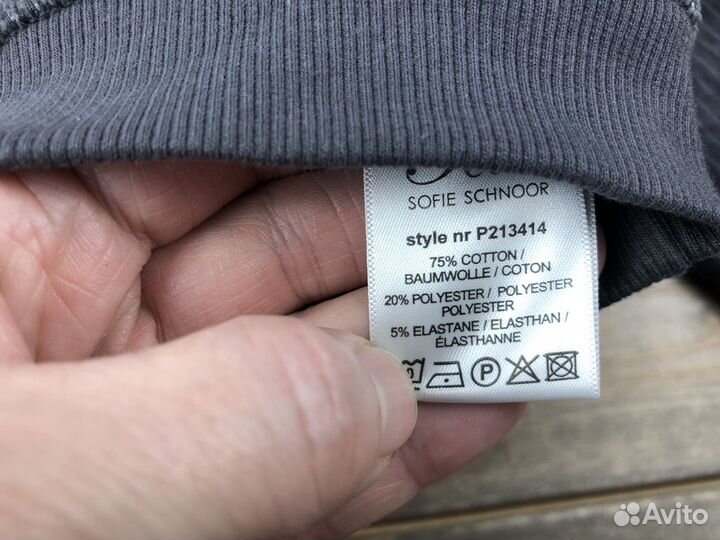 SOFIE SCHNOOR
style nr P213414
75% COTTON /
BAUMWOLLE / COTON
20% POLYESTER / POLYESTER
POLYESTER
5% ELASTANE / ELASTHAN /
ÉLASTHANNE
P
Avito